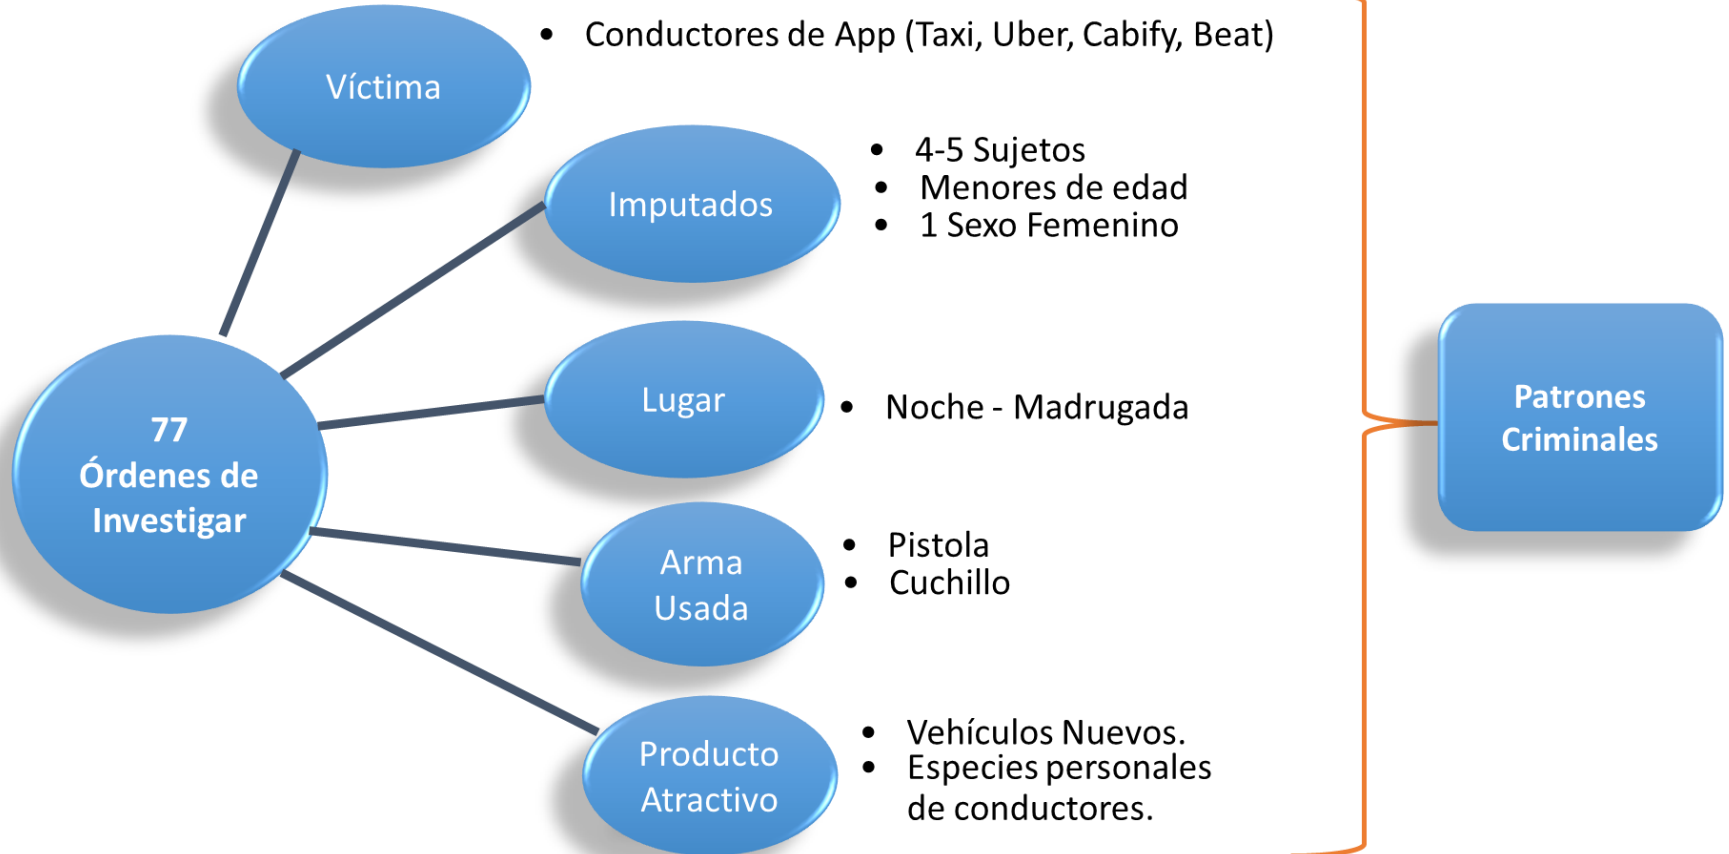 Víctima
• Conductores de App (Taxi, Uber, Cabify, Beat)
Imputados
• 4-5 Sujetos
• Menores de edad
• 1 Sexo Femenino
77
Órdenes de
Investigar
Lugar
• Noche - Madrugada
Arma
Usada
• Pistola
• Cuchillo
Producto
Atractivo
• Vehículos Nuevos.
• Especies personales
de conductores.
Patrones
Criminales